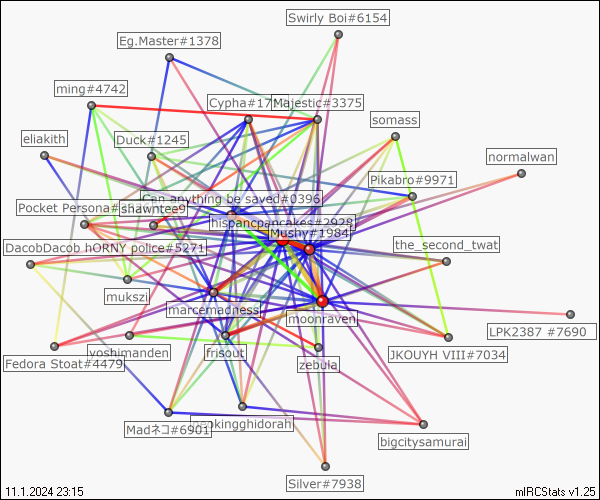 Swirly Boi#6154
Eg.Master#1378
ming#4742
Majestic#3375
somass
eliakith
Duck#1245
normalwan
Pikabro#9971
Can anything be saved#0396
Pocket Persona#
shawntee9
hispancpancakes#2928
Mushy#1984
DacobDacob hORNY police#5271
the_second_twat
mukszi
marcemadness
moonraven
LPK2387 #7690
Fedora Stoat#4479
yoshimanden
frisout
zebula
JKOUYH VIII#7034
Madネコ#6901
bigcitysamurai
Silver#7938
11.1.2024 23:15
mIRCStats v1.25